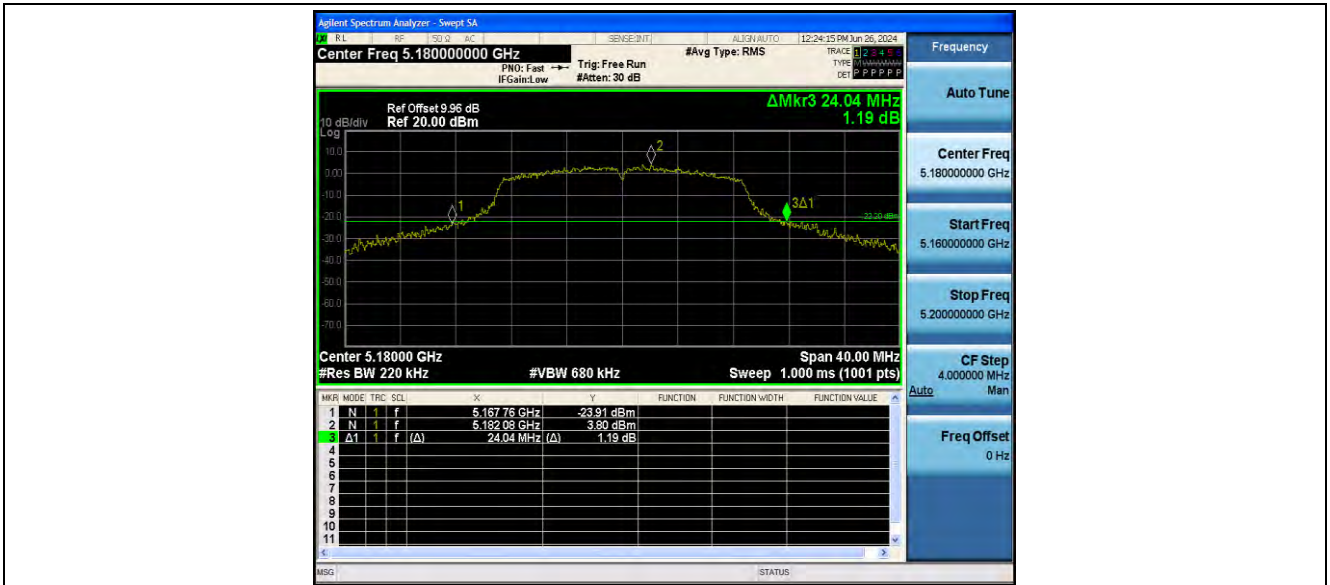 Agilent Spectrum Analyzer - Swept SA
RL RF 50 Ω AC SENSE:INT ALIGN AUTO 12:24:15 PM Jun 26, 2024
Center Freq 5.180000000 GHz #Avg Type: RMS TRACE 1 2 3 4 5 6
PNO: Fast Trig: Free Run TYPE
IFGain:Low #Atten: 30 dB DET P P P P P P
Frequency
Auto Tune
Center Freq
5.180000000 GHz
Start Freq
5.160000000 GHz
Stop Freq
5.200000000 GHz
CF Step
4.000000 MHz
Auto Man
Freq Offset
0 Hz
ΔMkr3 24.04 MHz
1.19 dB
Ref Offset 9.96 dB
10 dB/div Ref 20.00 dBm
Log
10.0
0.00
-10.0
-20.0
-30.0
-40.0
-50.0
-60.0
-70.0
1
2
3Δ1
-22.20 dBm
Center 5.18000 GHz Span 40.00 MHz
#Res BW 220 kHz #VBW 680 kHz Sweep 1.000 ms (1001 pts)
MKR MODE TRC SCL X Y FUNCTION FUNCTION WIDTH FUNCTION VALUE
1 N 1 f 5.167 76 GHz -23.91 dBm
2 N 1 f 5.182 08 GHz 3.80 dBm
3 Δ1 1 f (Δ) 24.04 MHz (Δ) 1.19 dB
4
5
6
7
8
9
10
11
MSG STATUS